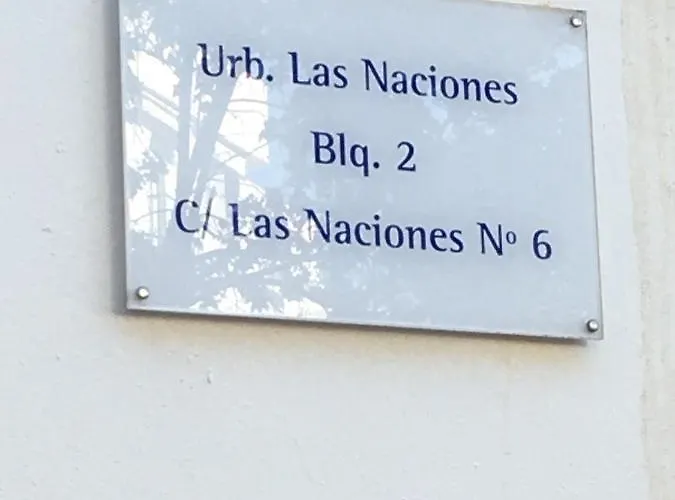 Urb. Las Naciones
Blq. 2
C/ Las Naciones Nº 6